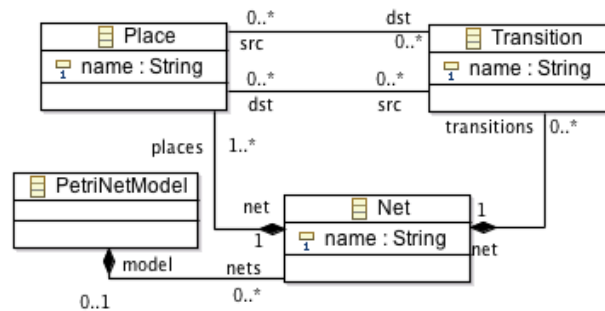 0..* dst
Place Transition
src 0..*
name : String name : String
0..* 0..*
dst src
transitions 0..*
places 1..*
PetriNetModel
net Net 1
1 name : String net
model nets
0..1 0..*